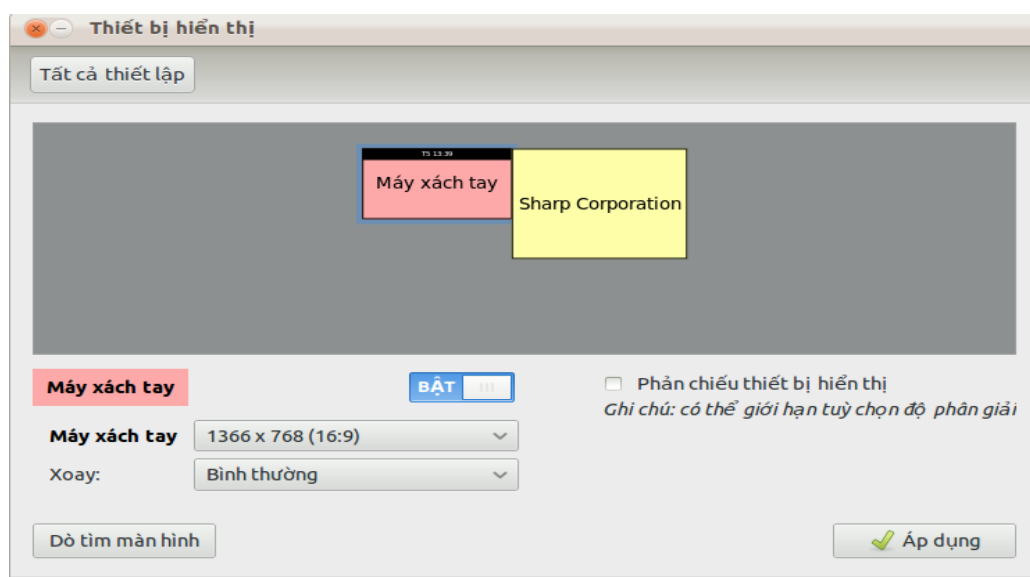 Thiết bị hiển thị
Tất cả thiết lập
T5 13:39
Máy xách tay
Sharp Corporation
Máy xách tay
BẬT
Phản chiếu thiết bị hiển thị
Ghi chú: có thể giới hạn tuỳ chọn độ phân giải
Máy xách tay
1366 x 768 (16:9)
Xoay:
Bình thường
Dò tìm màn hình
Áp dụng